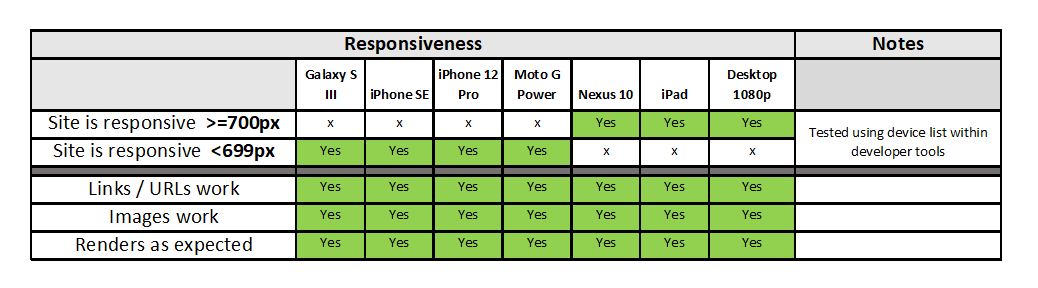 Responsiveness Notes
Galaxy S III iPhone SE iPhone 12 Pro Moto G Power Nexus 10 iPad Desktop 1080p
Site is responsive >=700px x x x x Yes Yes Yes
Tested using device list within
developer tools
Site is responsive <699px Yes Yes Yes Yes x x x
Links / URLs work Yes Yes Yes Yes Yes Yes Yes
Images work Yes Yes Yes Yes Yes Yes Yes
Renders as expected Yes Yes Yes Yes Yes Yes Yes